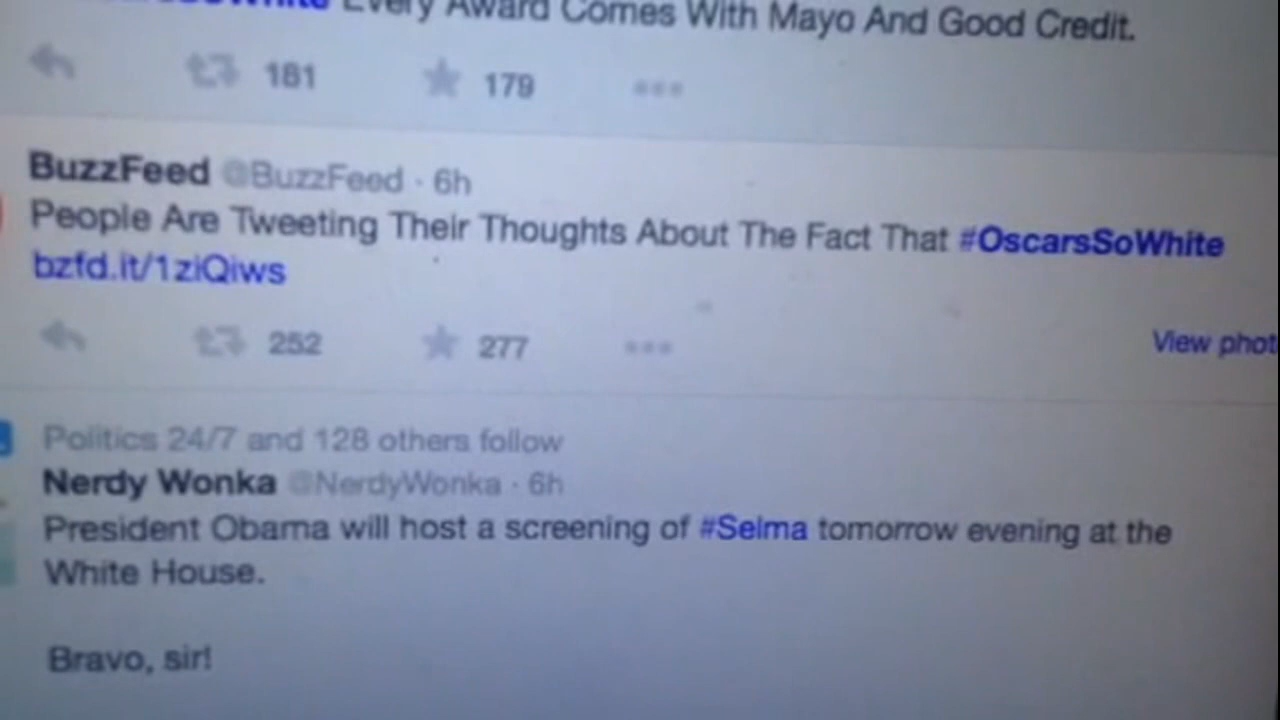 Every Award Comes With Mayo And Good Credit.
181 179
BuzzFeed @BuzzFeed · 6h
People Are Tweeting Their Thoughts About The Fact That #OscarsSoWhite
bzfd.it/1ziQiws
252 277 View phot
Politics 24/7 and 128 others follow
Nerdy Wonka @NerdyWonka · 6h
President Obama will host a screening of #Selma tomorrow evening at the
White House.
Bravo, sir!